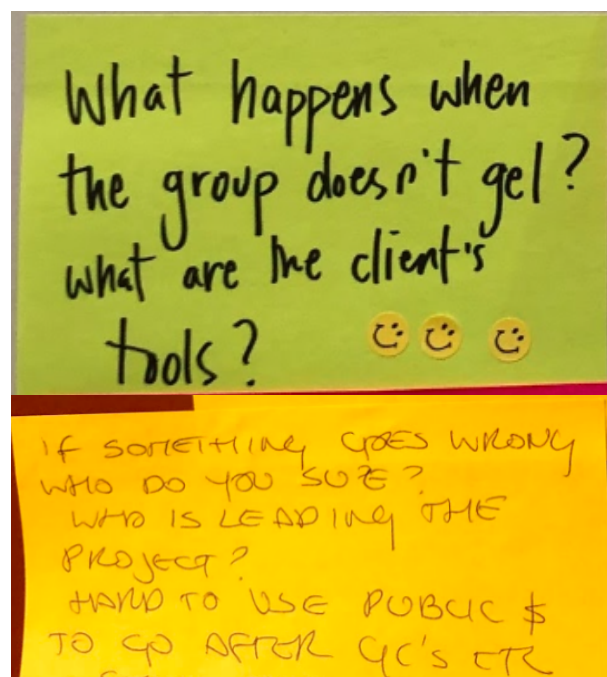 What happens when
the group doesn't gel?
what are the client's
tools?
IF SOMETHING GOES WRONG
WHO DO YOU SUE?
WHO IS LEADING THE
PROJECT?
HARD TO USE PUBLIC $
TO GO AFTER GC'S ETC